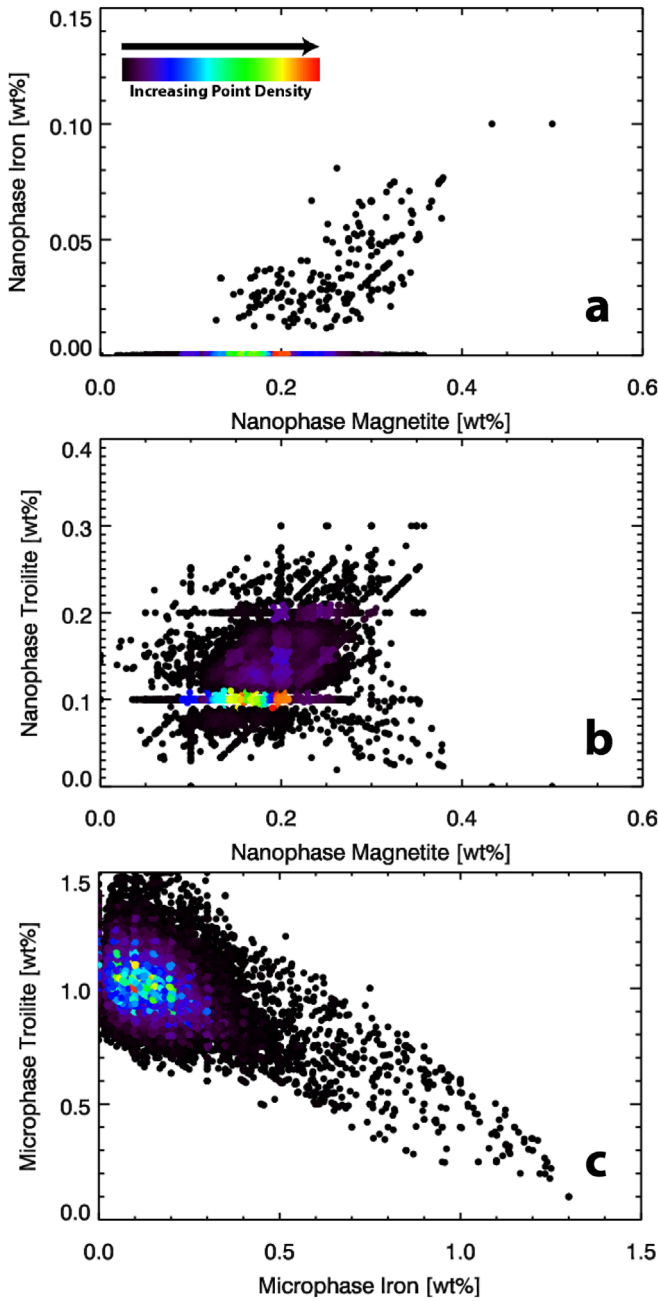 0.15
Increasing Point Density
0.10
0.05
0.00
Nanophase Iron [wt%]
a
0.0 0.2 0.4 0.6
Nanophase Magnetite [wt%]
0.4
0.3
0.2
0.1
0.0
Nanophase Troilite [wt%]
b
0.0 0.2 0.4 0.6
Nanophase Magnetite [wt%]
1.5
1.0
0.5
0.0
Microphase Troilite [wt%]
c
0.0 0.5 1.0 1.5
Microphase Iron [wt%]